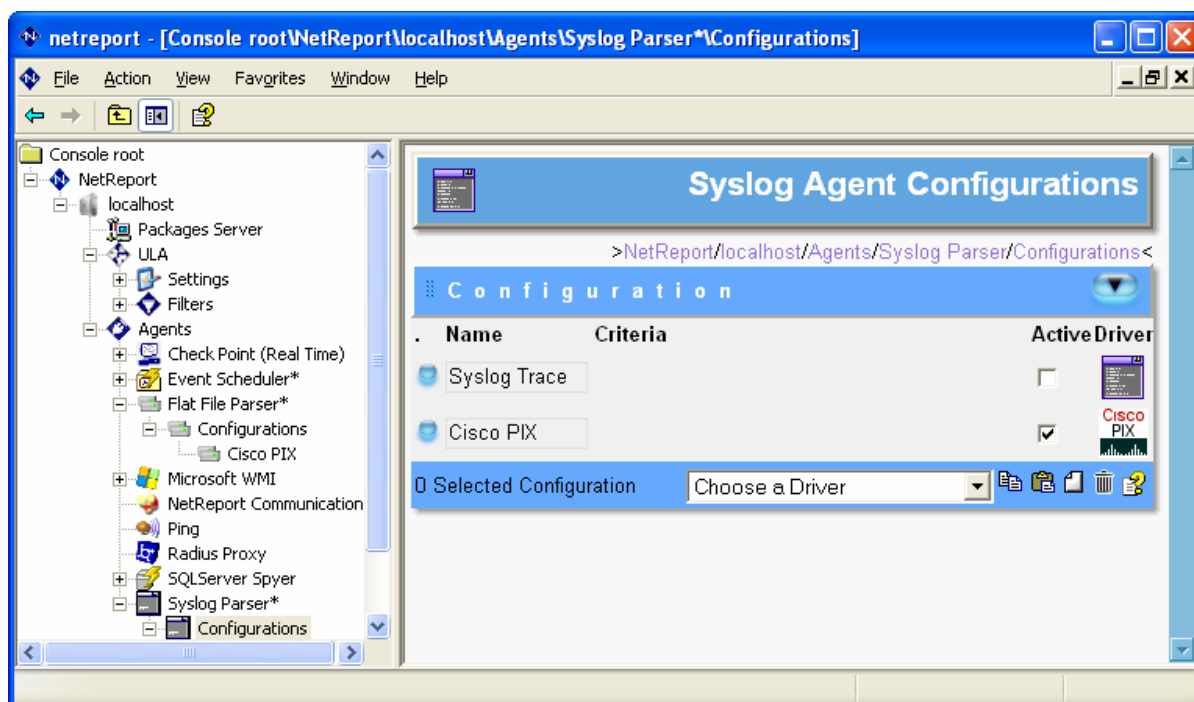 netreport - [Console root\NetReport\localhost\Agents\Syslog Parser*\Configurations]
File Action View Favorites Window Help
Console root
NetReport
localhost
Packages Server
ULA
Settings
Filters
Agents
Check Point (Real Time)
Event Scheduler*
Flat File Parser*
Configurations
Cisco PIX
Microsoft WMI
NetReport Communication
Ping
Radius Proxy
SQLServer Spyer
Syslog Parser*
Configurations
Syslog Agent Configurations
>NetReport/localhost/Agents/Syslog Parser/Configurations<
Configuration
. Name Criteria Active Driver
Syslog Trace
Cisco PIX
Cisco
PIX
0 Selected Configuration Choose a Driver